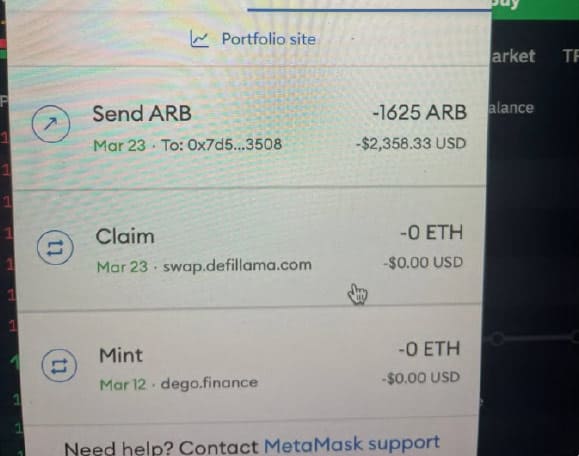 Buy
Portfolio site
arket
Send ARB
-1625 ARB
alance
Mar 23 · To: 0x7d5...3508
-$2,358.33 USD
Claim
-0 ETH
Mar 23 · swap.defillama.com
-$0.00 USD
Mint
-0 ETH
Mar 12 · dego.finance
-$0.00 USD
Need help? Contact MetaMask support